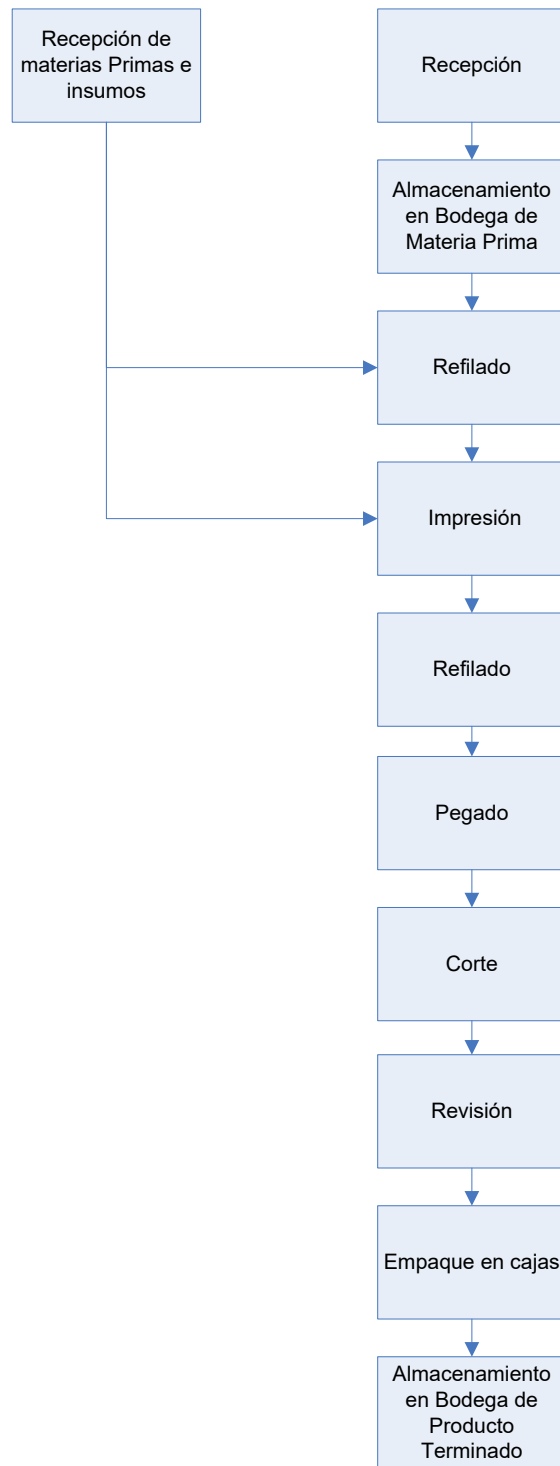 Recepción de
materias Primas e
insumos
Recepción
Almacenamiento
en Bodega de
Materia Prima
Refilado
Impresión
Refilado
Pegado
Corte
Revisión
Empaque en cajas
Almacenamiento
en Bodega de
Producto
Terminado